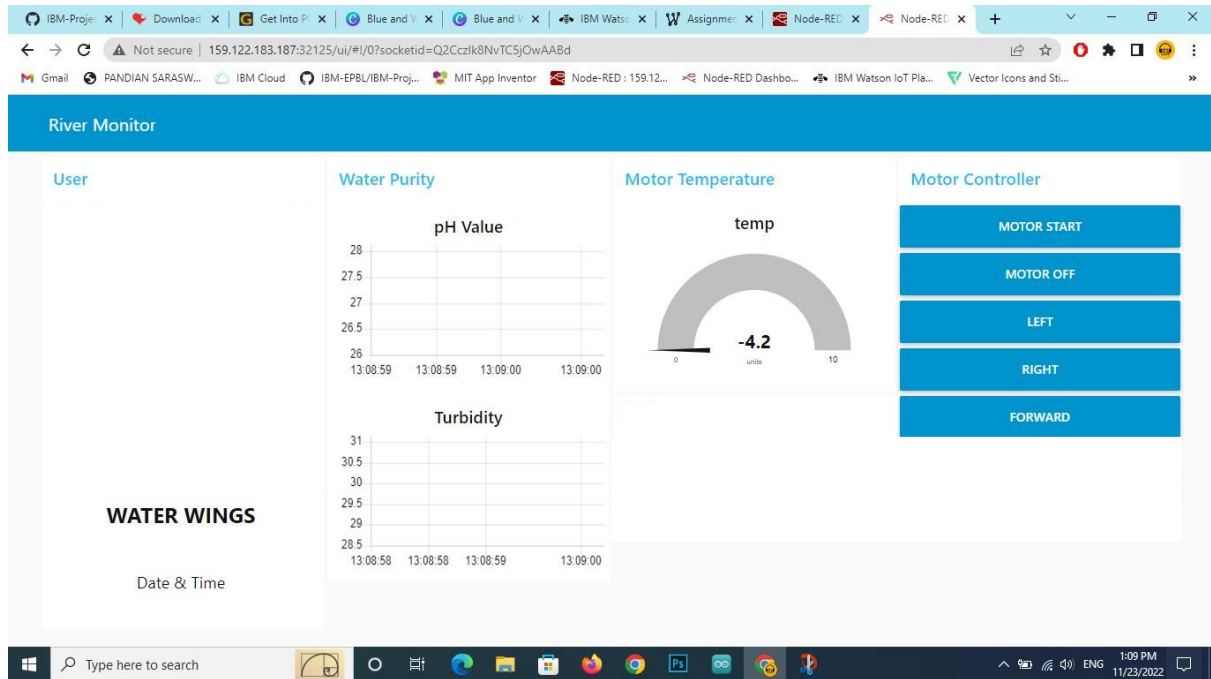 IBM-Projec
Download
Get Into PC
Blue and V
Blue and V
IBM Watso
Assignmen
Node-RED
Node-RED
Not secure | 159.122.183.187:32125/ui/#!/0?socketid=Q2CczIk8NvTC5jOwAABd
Gmail
PANDIAN SARASW...
IBM Cloud
IBM-EPBL/IBM-Proj...
MIT App Inventor
Node-RED : 159.12...
Node-RED Dashbo...
IBM Watson IoT Pla...
Vector Icons and Sti...
River Monitor
User
WATER WINGS
Date & Time
Water Purity
pH Value
28
27.5
27
26.5
26
13:08:59 13:08:59 13:09:00 13:09:00
Turbidity
31
30.5
30
29.5
29
28.5
13:08:58 13:08:58 13:08:59 13:09:00
Motor Temperature
temp
-4.2
0 units 10
Motor Controller
MOTOR START
MOTOR OFF
LEFT
RIGHT
FORWARD
Type here to search
Ps
ENG
1:09 PM
11/23/2022